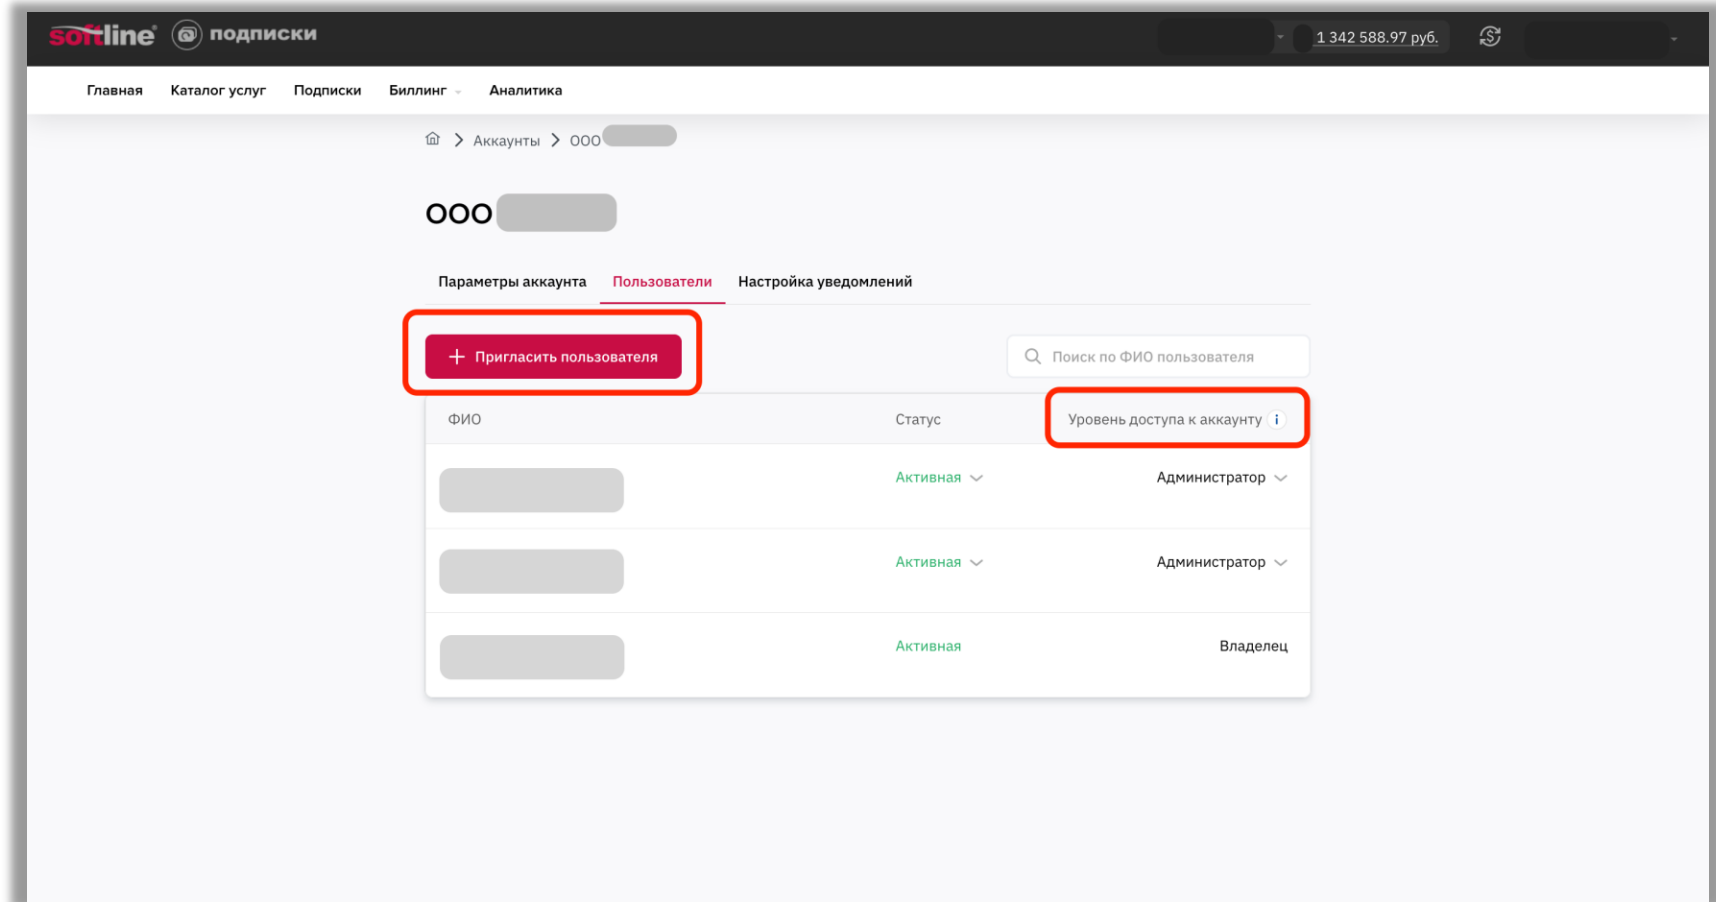 softline® подписки
1 342 588.97 руб.
Главная Каталог услуг Подписки Биллинг Аналитика
Аккаунты ООО
ООО
Параметры аккаунта Пользователи Настройка уведомлений
+ Пригласить пользователя
Поиск по ФИО пользователя
ФИО Статус Уровень доступа к аккаунту i
Активная Администратор
Активная Администратор
Активная Владелец